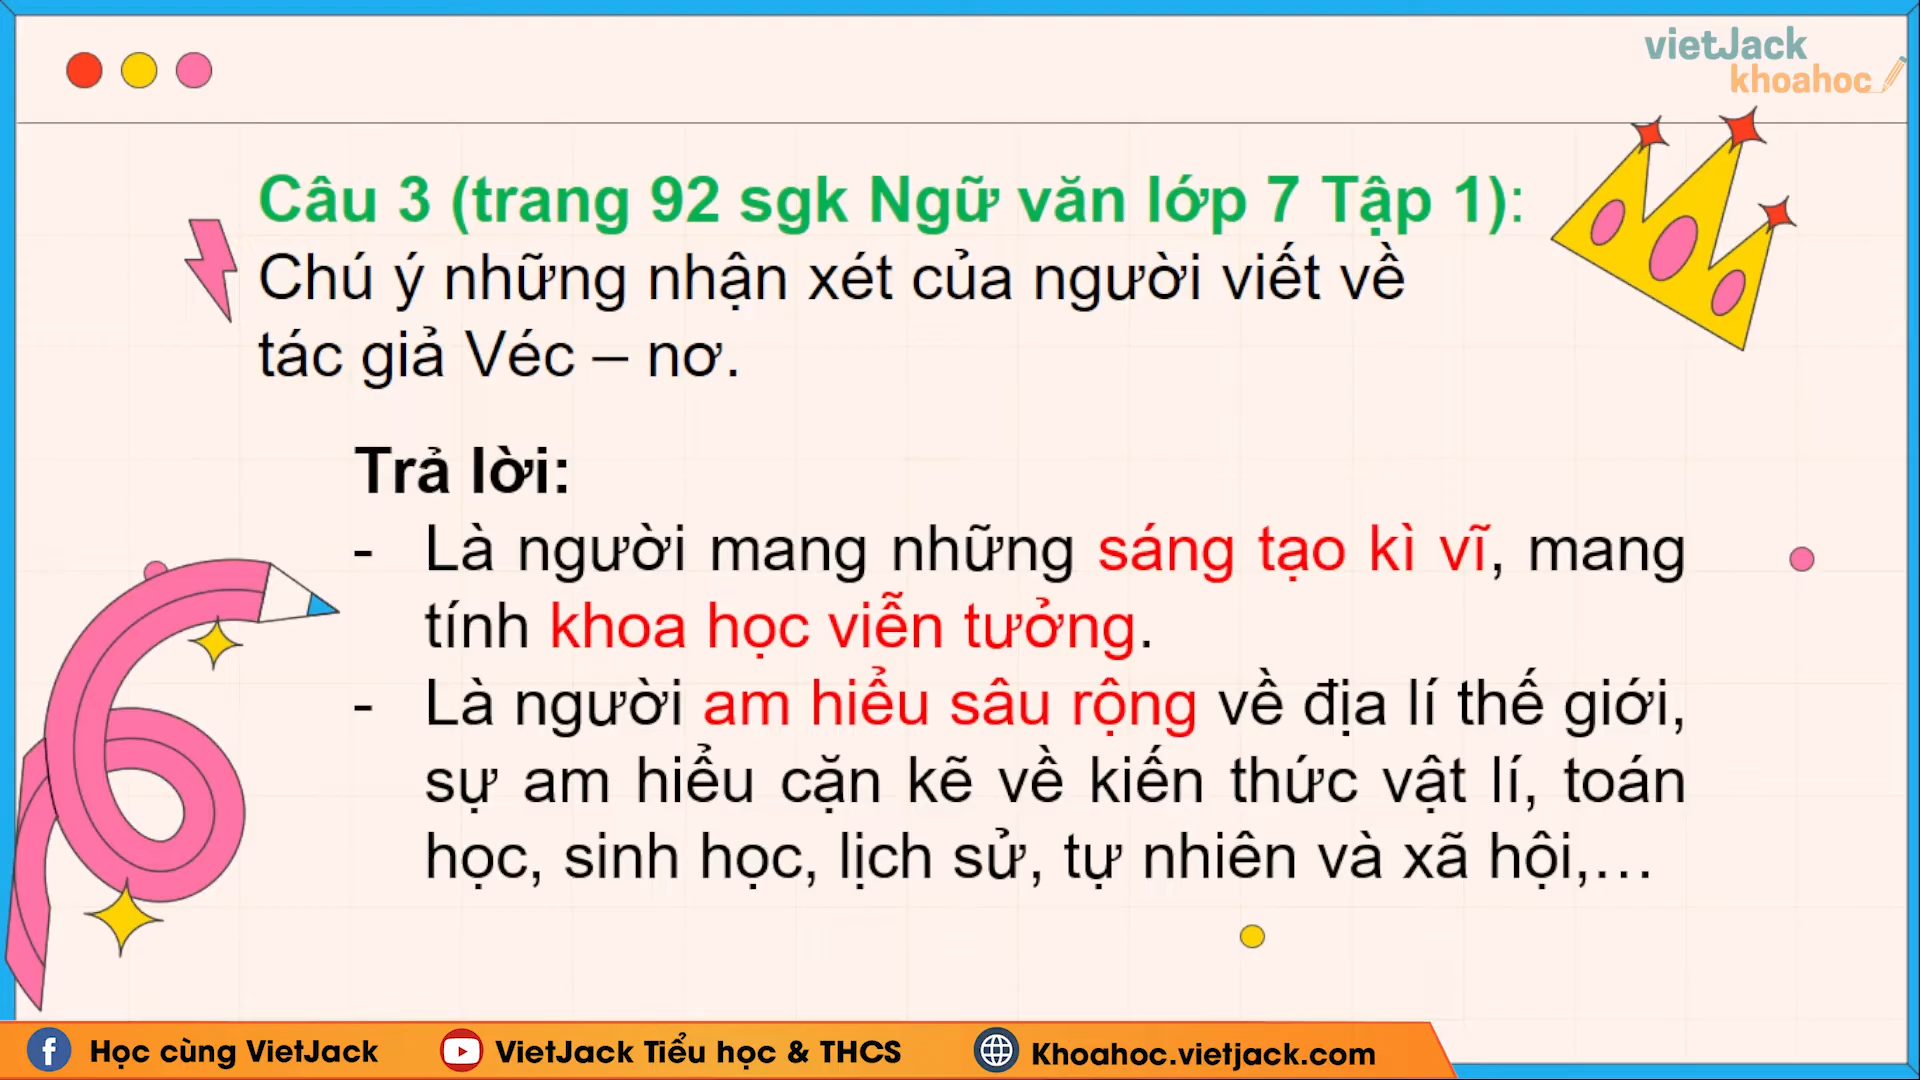 vietJack
khoahoc
Câu 3 (trang 92 sgk Ngữ văn lớp 7 Tập 1):
Chú ý những nhận xét của người viết về
tác giả Véc – nơ.
Trả lời:
- Là người mang những sáng tạo kì vĩ, mang
tính khoa học viễn tưởng.
- Là người am hiểu sâu rộng về địa lí thế giới,
sự am hiểu cặn kẽ về kiến thức vật lí, toán
học, sinh học, lịch sử, tự nhiên và xã hội,…
Học cùng VietJack
VietJack Tiểu học & THCS
Khoahoc.vietjack.com